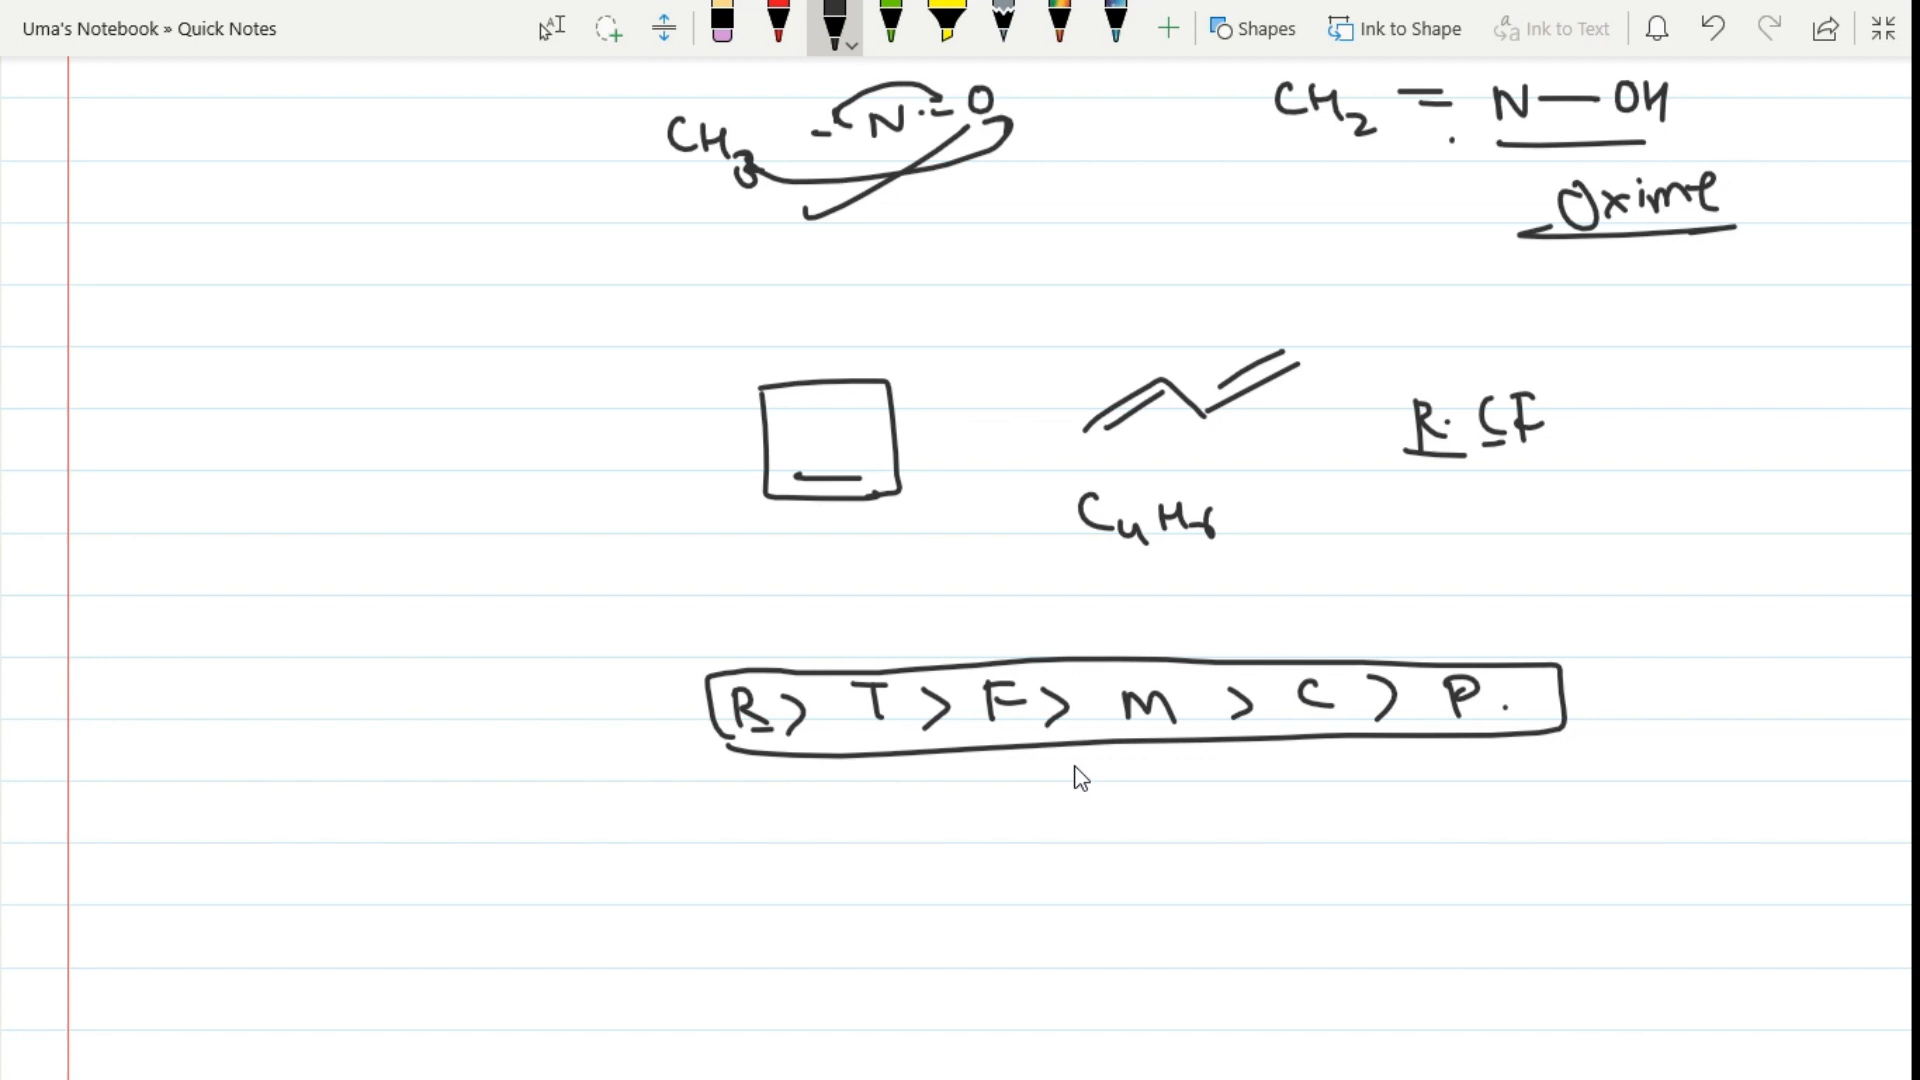 Uma's Notebook » Quick Notes Shapes Ink to Shape Ink to Text
CH3 - N = O CH2 = N — OH
Oxime
R. CF
C4H6
R > T > F > M > C > P.